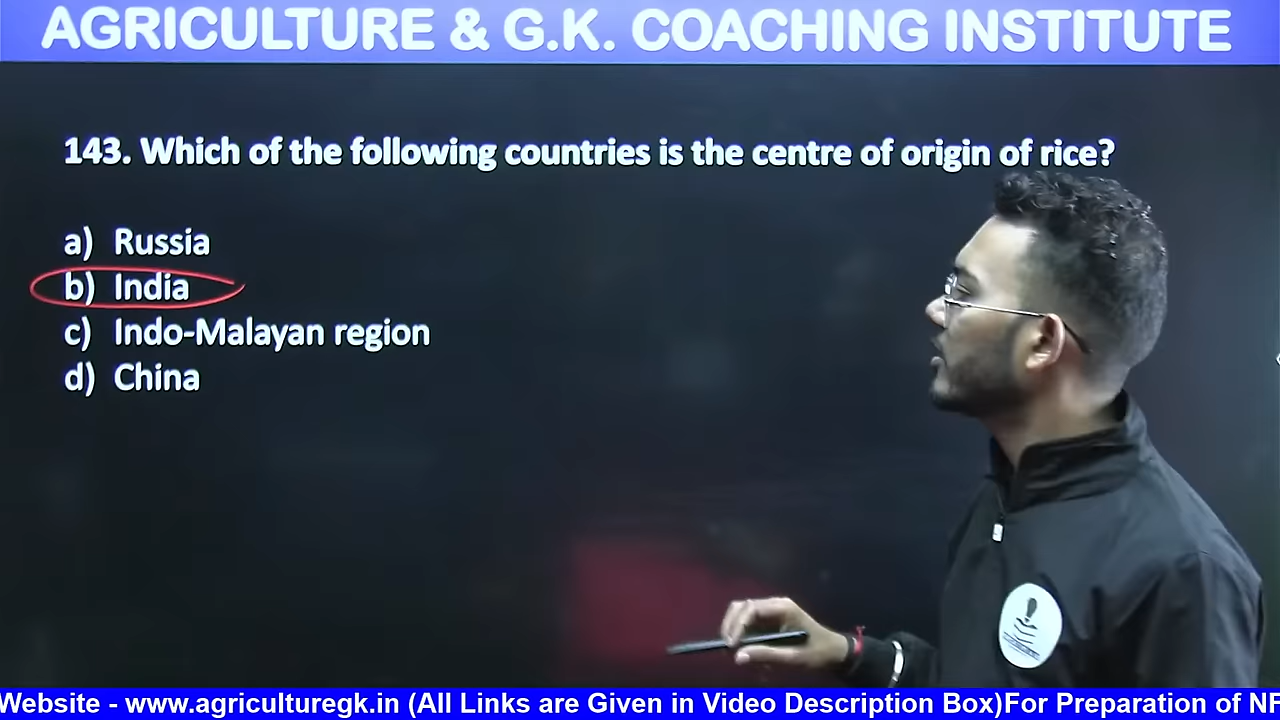 AGRICULTURE & G.K. COACHING INSTITUTE
143. Which of the following countries is the centre of origin of rice?
a) Russia
b) India
c) Indo-Malayan region
d) China
Website - www.agriculturegk.in (All Links are Given in Video Description Box)For Preparation of